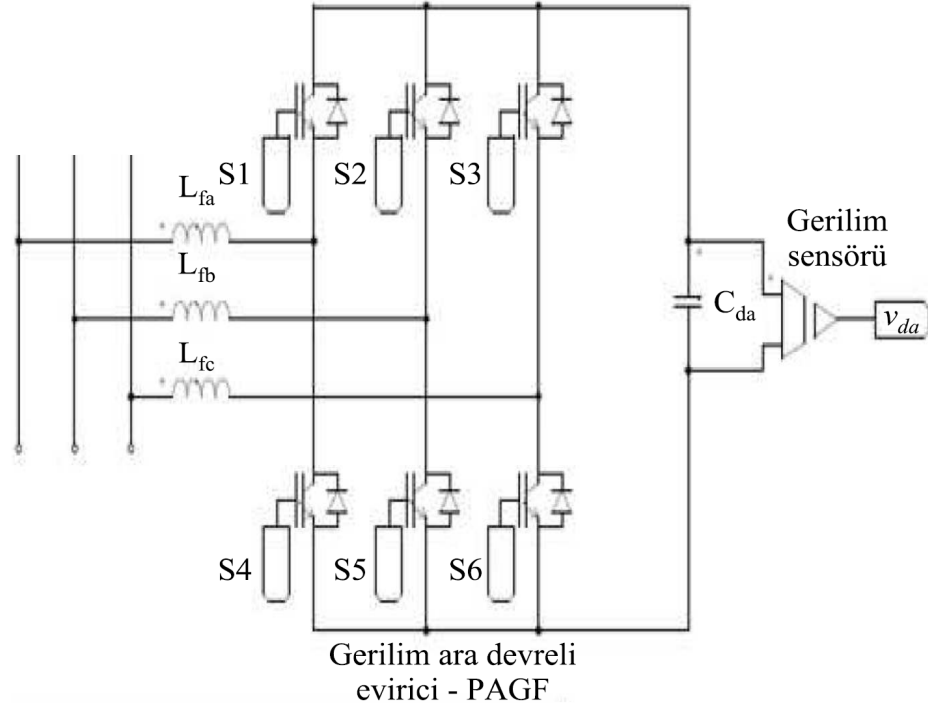 S1
S2
S3
L_fa
L_fb
L_fc
Gerilim
sensörü
C_da
v_da
S4
S5
S6
Gerilim ara devreli
evirici - PAGF